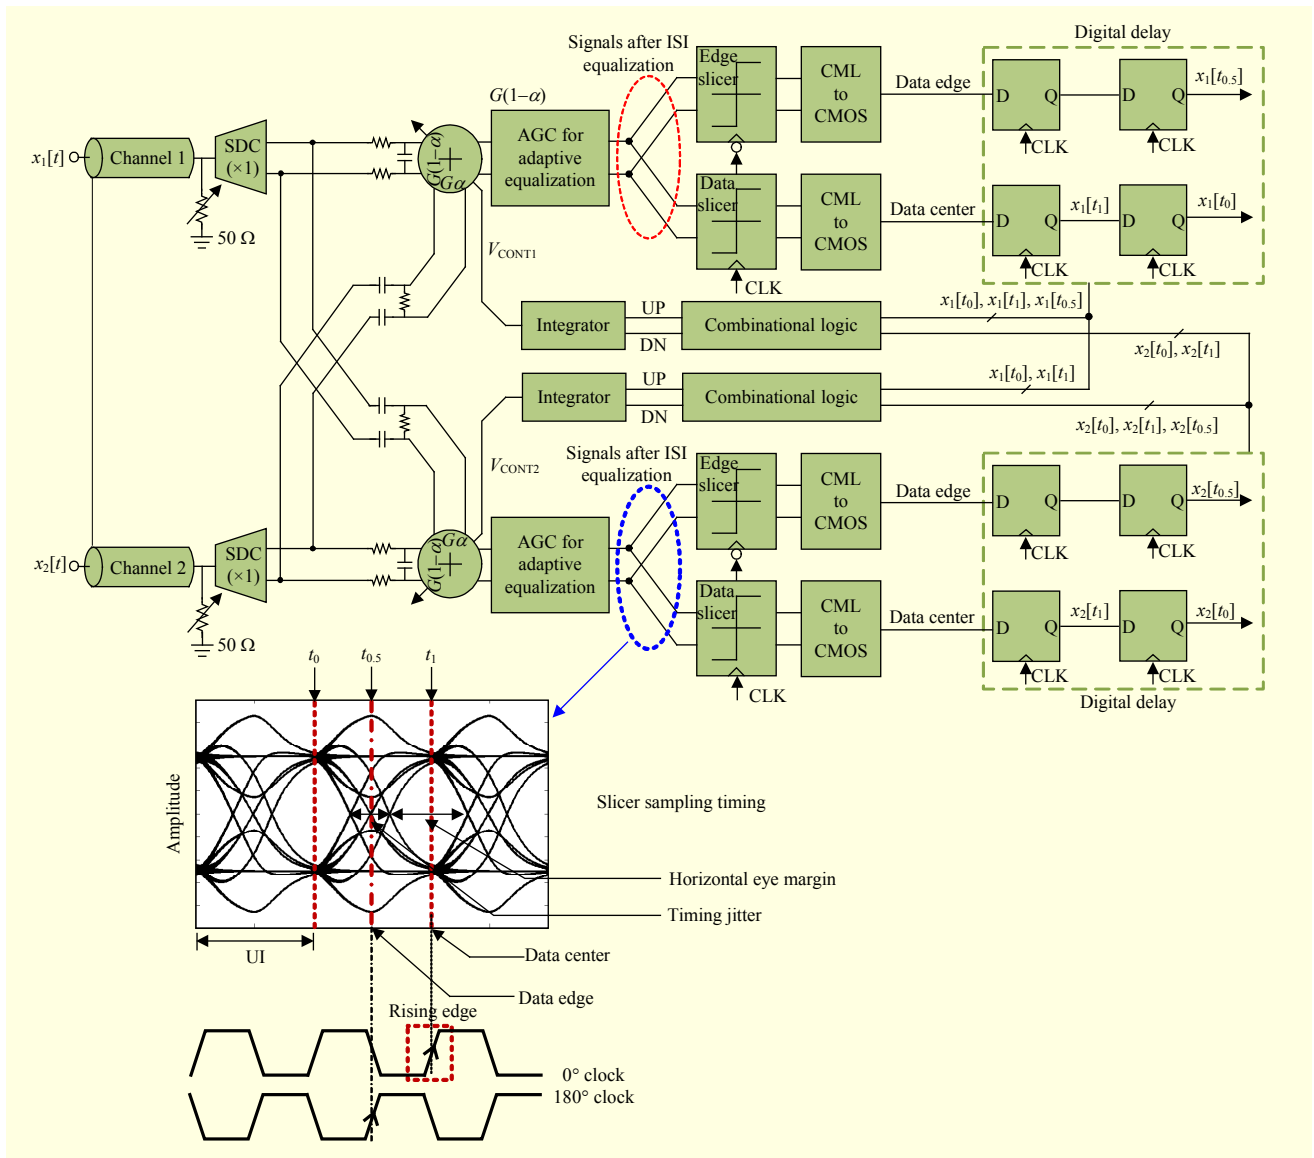 Digital delay
Signals after ISI
equalization
Edge
slicer
CML
to
CMOS
Data edge
D Q
D Q
x1[t0.5]
CLK
CLK
G(1−α)
AGC for
adaptive
equalization
x1[t]
Channel 1
SDC
(×1)
G(1−α)
+
Gα
50 Ω
Data
slicer
CML
to
CMOS
Data center
D Q
x1[t1]
D Q
x1[t0]
CLK
CLK
CLK
VCONT1
Integrator
UP
DN
Combinational logic
x1[t0], x1[t1], x1[t0.5]
x2[t0], x2[t1]
Integrator
UP
DN
Combinational logic
x1[t0], x1[t1]
x2[t0], x2[t1], x2[t0.5]
VCONT2
Signals after ISI
equalization
Edge
slicer
CML
to
CMOS
Data edge
D Q
D Q
x2[t0.5]
CLK
CLK
x2[t]
Channel 2
SDC
(×1)
Gα
G(1−α)
+
AGC for
adaptive
equalization
50 Ω
Data
slicer
CML
to
CMOS
Data center
D Q
x2[t1]
D Q
x2[t0]
CLK
CLK
CLK
Digital delay
t0
t0.5
t1
Amplitude
Slicer sampling timing
Horizontal eye margin
Timing jitter
UI
Data center
Data edge
Rising edge
0° clock
180° clock